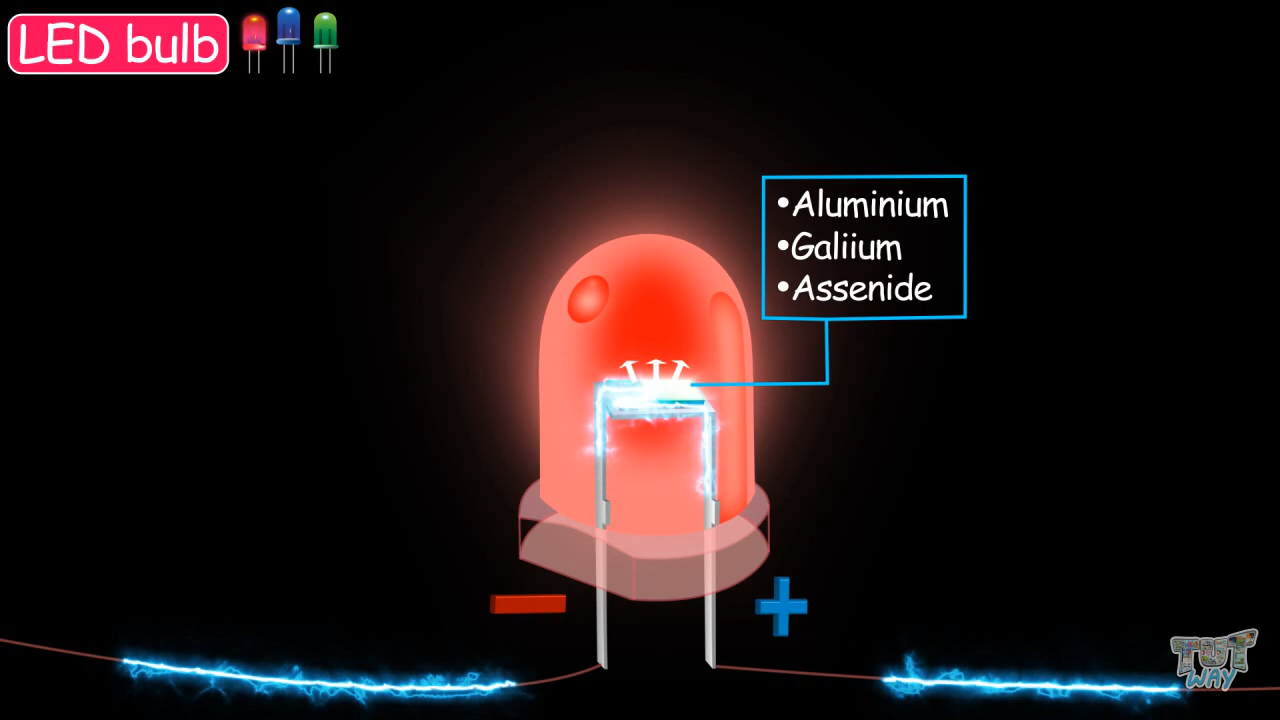 LED bulb
•Aluminium
•Galiium
•Assenide
TUT
WAY